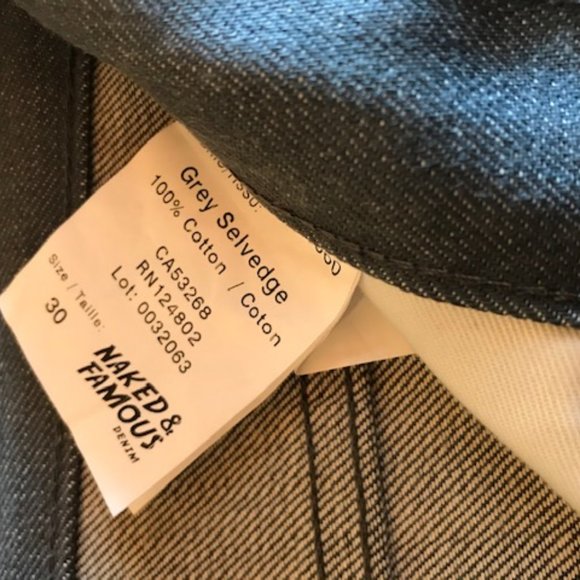 Grey Selvedge
100% Cotton / Coton
CA53268
RN124802
Lot: 0032063
Size / Taille:
30
NAKED &
FAMOUS
DENIM